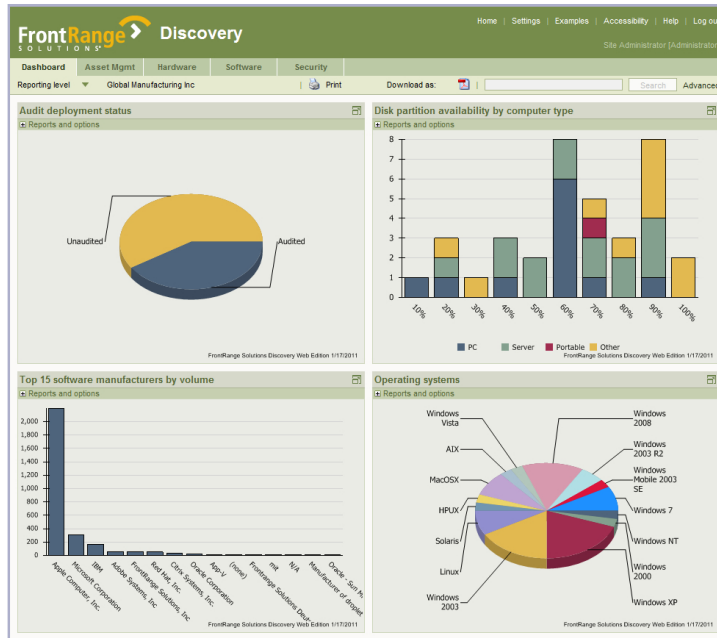 FrontRange
SOLUTIONS
Discovery
Home | Settings | Examples | Accessibility | Help | Log ou
Site Administrator [Administrator
Dashboard Asset Mgmt Hardware Software Security
Reporting level Global Manufacturing Inc | Print Download as: | Search Advanced
Audit deployment status
Reports and options
Unaudited
Audited
FrontRange Solutions Discovery Web Edition 1/17/2011
Disk partition availability by computer type
Reports and options
8
7
6
5
4
3
2
1
0
10% 20% 30% 40% 50% 60% 70% 80% 90% 100%
PC Server Portable Other
FrontRange Solutions Discovery Web Edition 1/17/2011
Top 15 software manufacturers by volume
Reports and options
2,000
1,800
1,600
1,400
1,200
1,000
800
600
400
200
0
Apple Computer, Inc.
Microsoft Corporation
IBM
Adobe Systems, Inc
FrontRange Solutions, Inc
Red Hat, Inc.
Citrix Systems, Inc.
Oracle Corporation
App-V
(none)
Frontrange Solutions Deu
mit
N/A
Manufacturer of droplet
Oracle - Sun M
FrontRange Solutions Discovery Web Edition 1/17/2011
Operating systems
Reports and options
Windows
Vista
AIX
MacOSX
HPUX
Solaris
Linux
Windows
2003
Windows
2008
Windows
2003 R2
Windows
Mobile 2003
SE
Windows 7
Windows NT
Windows
2000
Windows XP
FrontRange Solutions Discovery Web Edition 1/17/2011